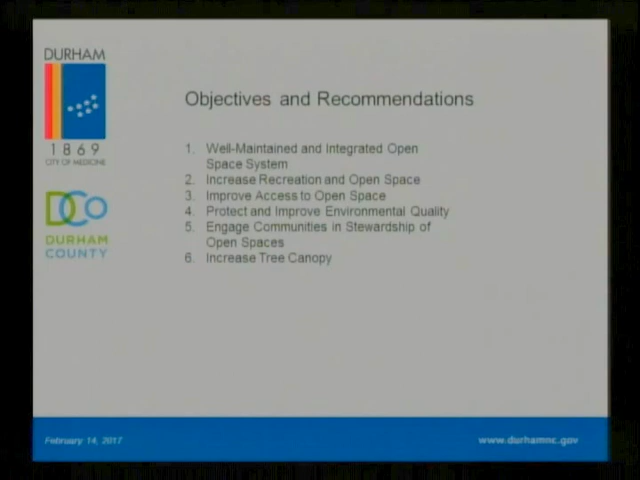 DURHAM
1869
CITY OF MEDICINE
DCo
DURHAM
COUNTY
Objectives and Recommendations
1. Well-Maintained and Integrated Open
Space System
2. Increase Recreation and Open Space
3. Improve Access to Open Space
4. Protect and Improve Environmental Quality
5. Engage Communities in Stewardship of
Open Spaces
6. Increase Tree Canopy
February 14, 2017
www.durhamnc.gov